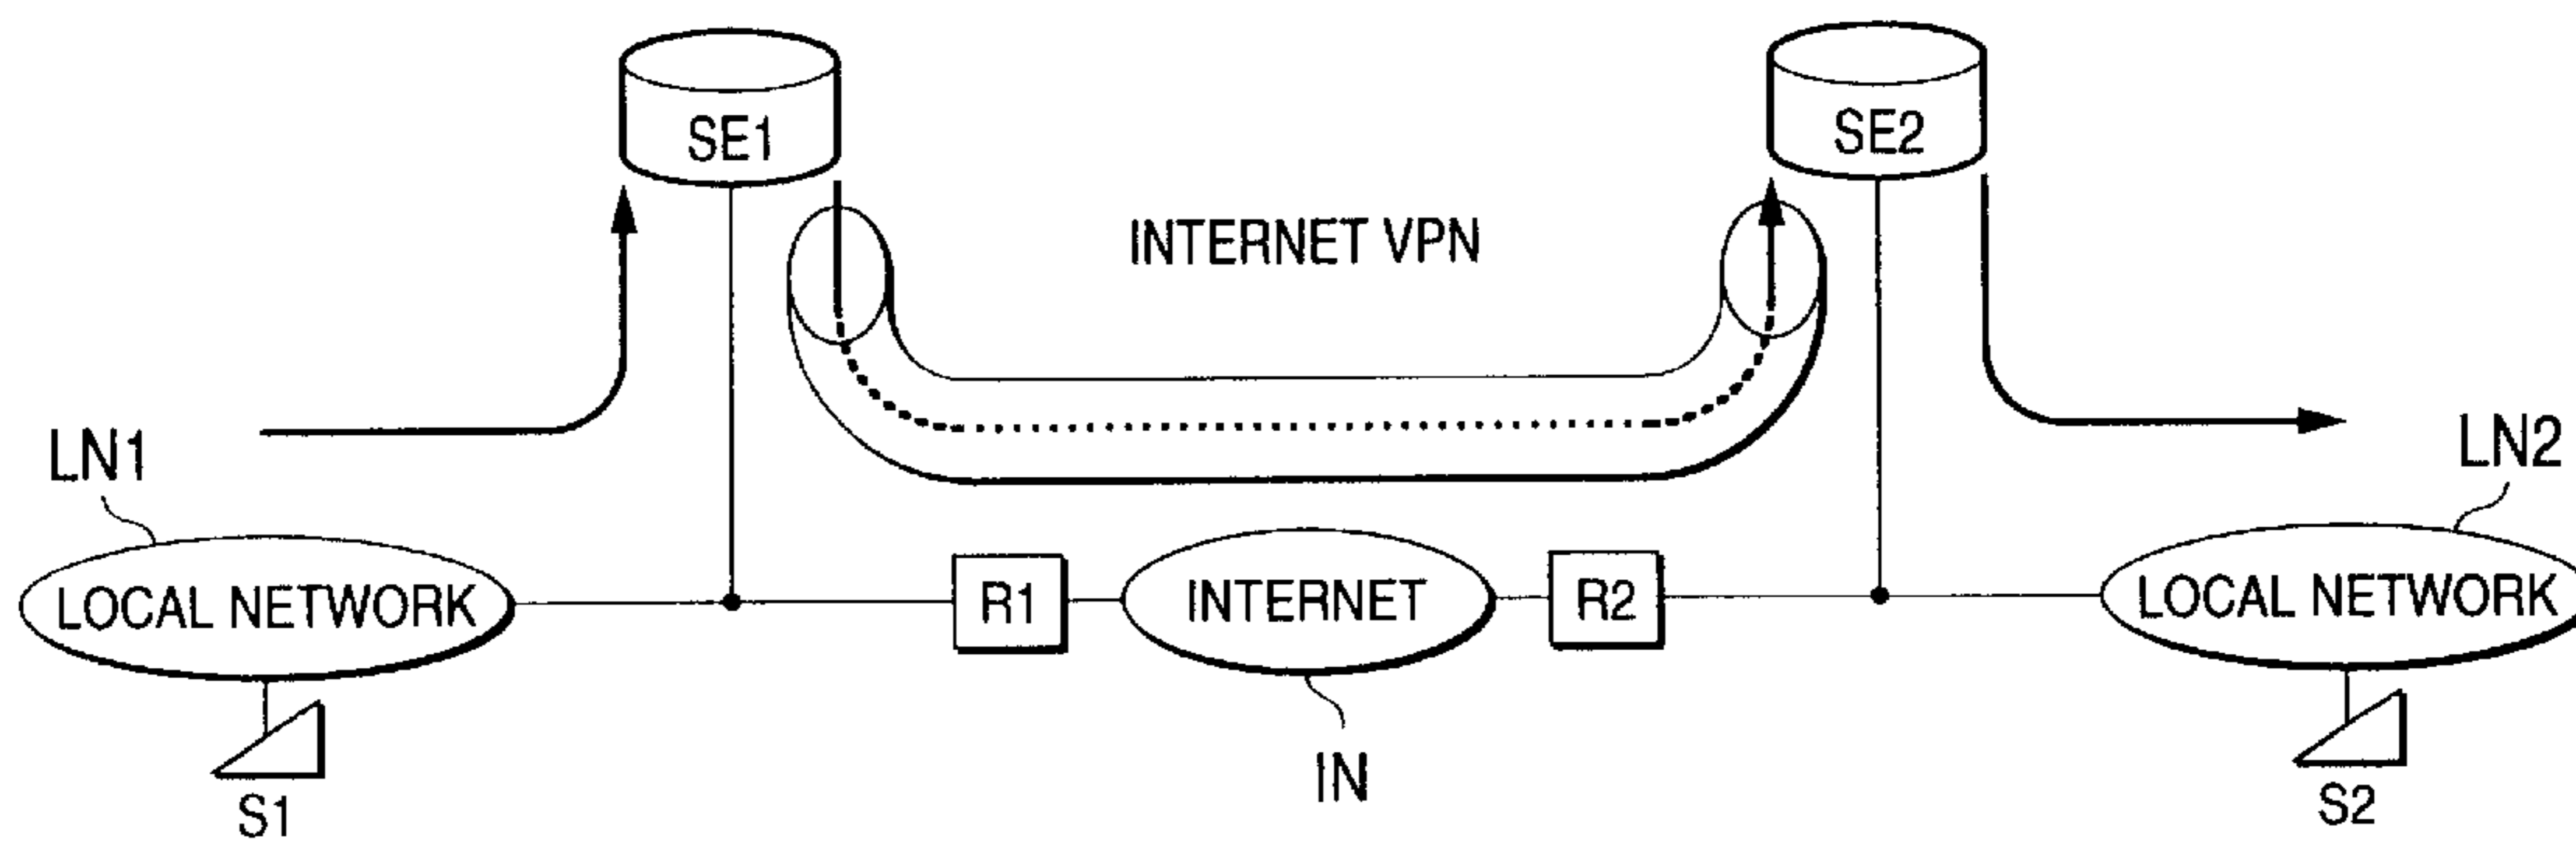 SE1
SE2
INTERNET VPN
LN1
LN2
LOCAL NETWORK
R1
INTERNET
R2
LOCAL NETWORK
IN
S1
S2